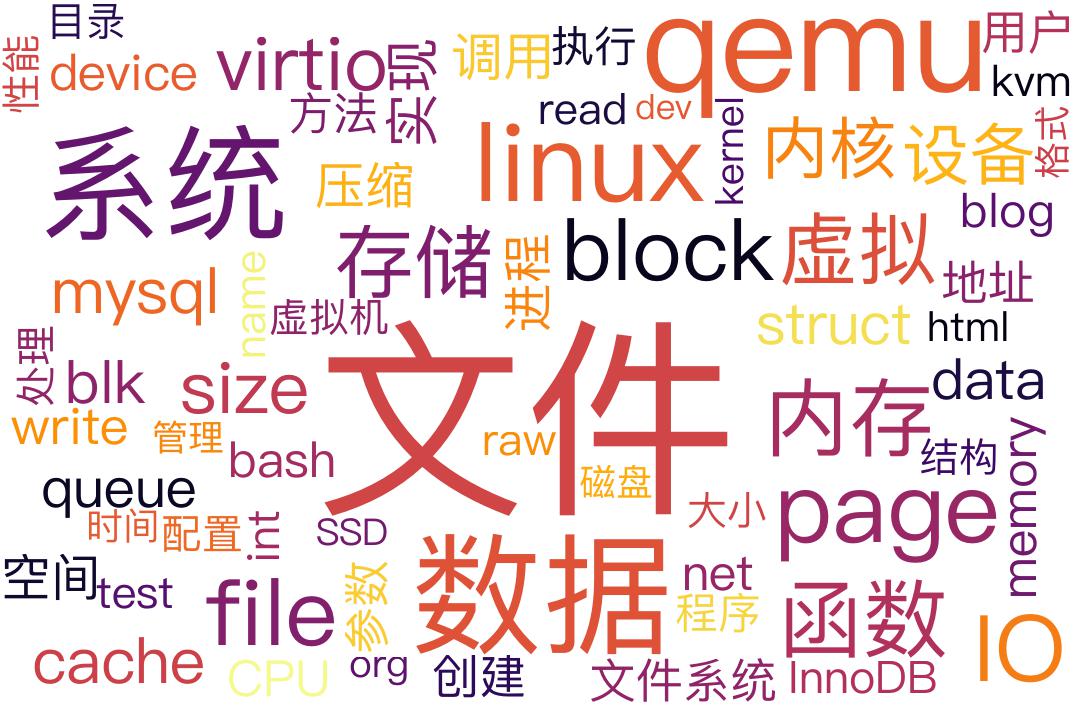 目录
性能
device
virtio
实现
调用
执行
qemu
用户
kvm
方法
read
dev
kernel
格式
系统
压缩
linux
内核
设备
blog
存储
进程
block
虚拟
地址
mysql
name
虚拟机
struct
html
处理
blk
size
文件
内存
data
write
管理
bash
raw
磁盘
结构
memory
queue
时间
配置
int
SSD
大小
page
空间
test
file
参数
数据
net
程序
函数
IO
cache
CPU
org
创建
文件系统
InnoDB